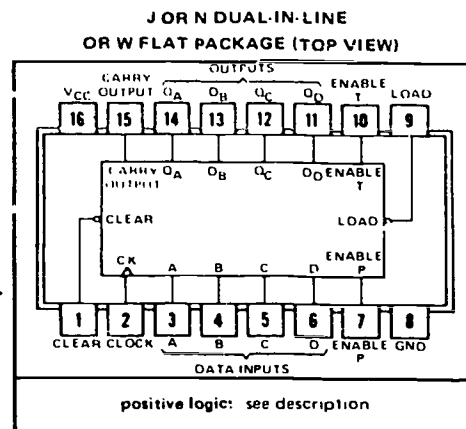 J OR N DUAL-IN-LINE
OR W FLAT PACKAGE (TOP VIEW)
OUTPUTS
VCC CARRY OUTPUT QA QB QC QD ENABLE T LOAD
16 15 14 13 12 11 10 9
CARRY OUTPUT QA QB QC QD ENABLE T
CLEAR LOAD
CK A B C D ENABLE P
1 2 3 4 5 6 7 8
CLEAR CLOCK A B C D ENABLE P GND
DATA INPUTS
positive logic: see description